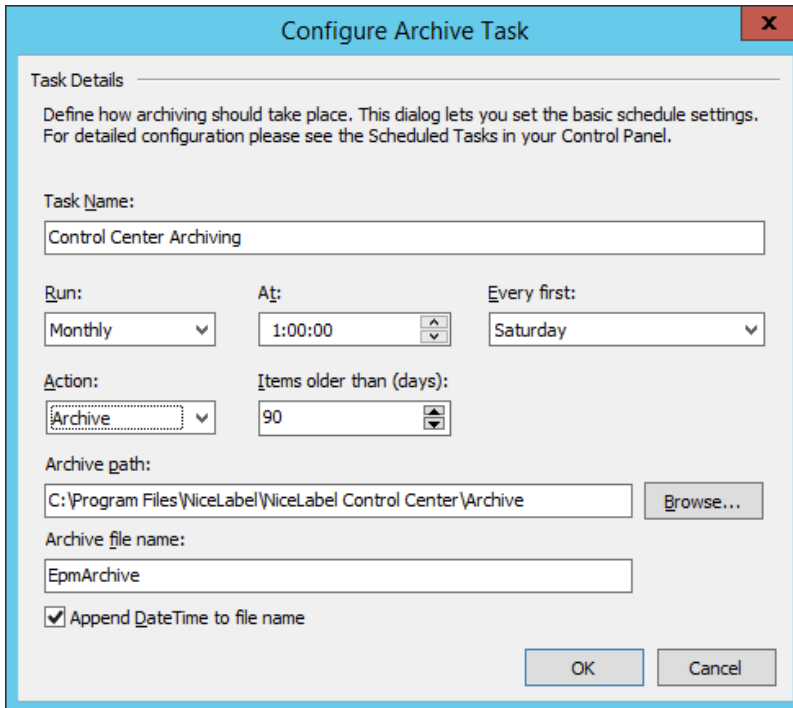 Configure Archive Task
x
Task Details
Define how archiving should take place. This dialog lets you set the basic schedule settings.
For detailed configuration please see the Scheduled Tasks in your Control Panel.
Task Name:
Control Center Archiving
Run: At: Every first:
Monthly 1:00:00 Saturday
Action: Items older than (days):
Archive 90
Archive path:
C:\Program Files\NiceLabel\NiceLabel Control Center\Archive Browse...
Archive file name:
EpmArchive
Append DateTime to file name
OK Cancel